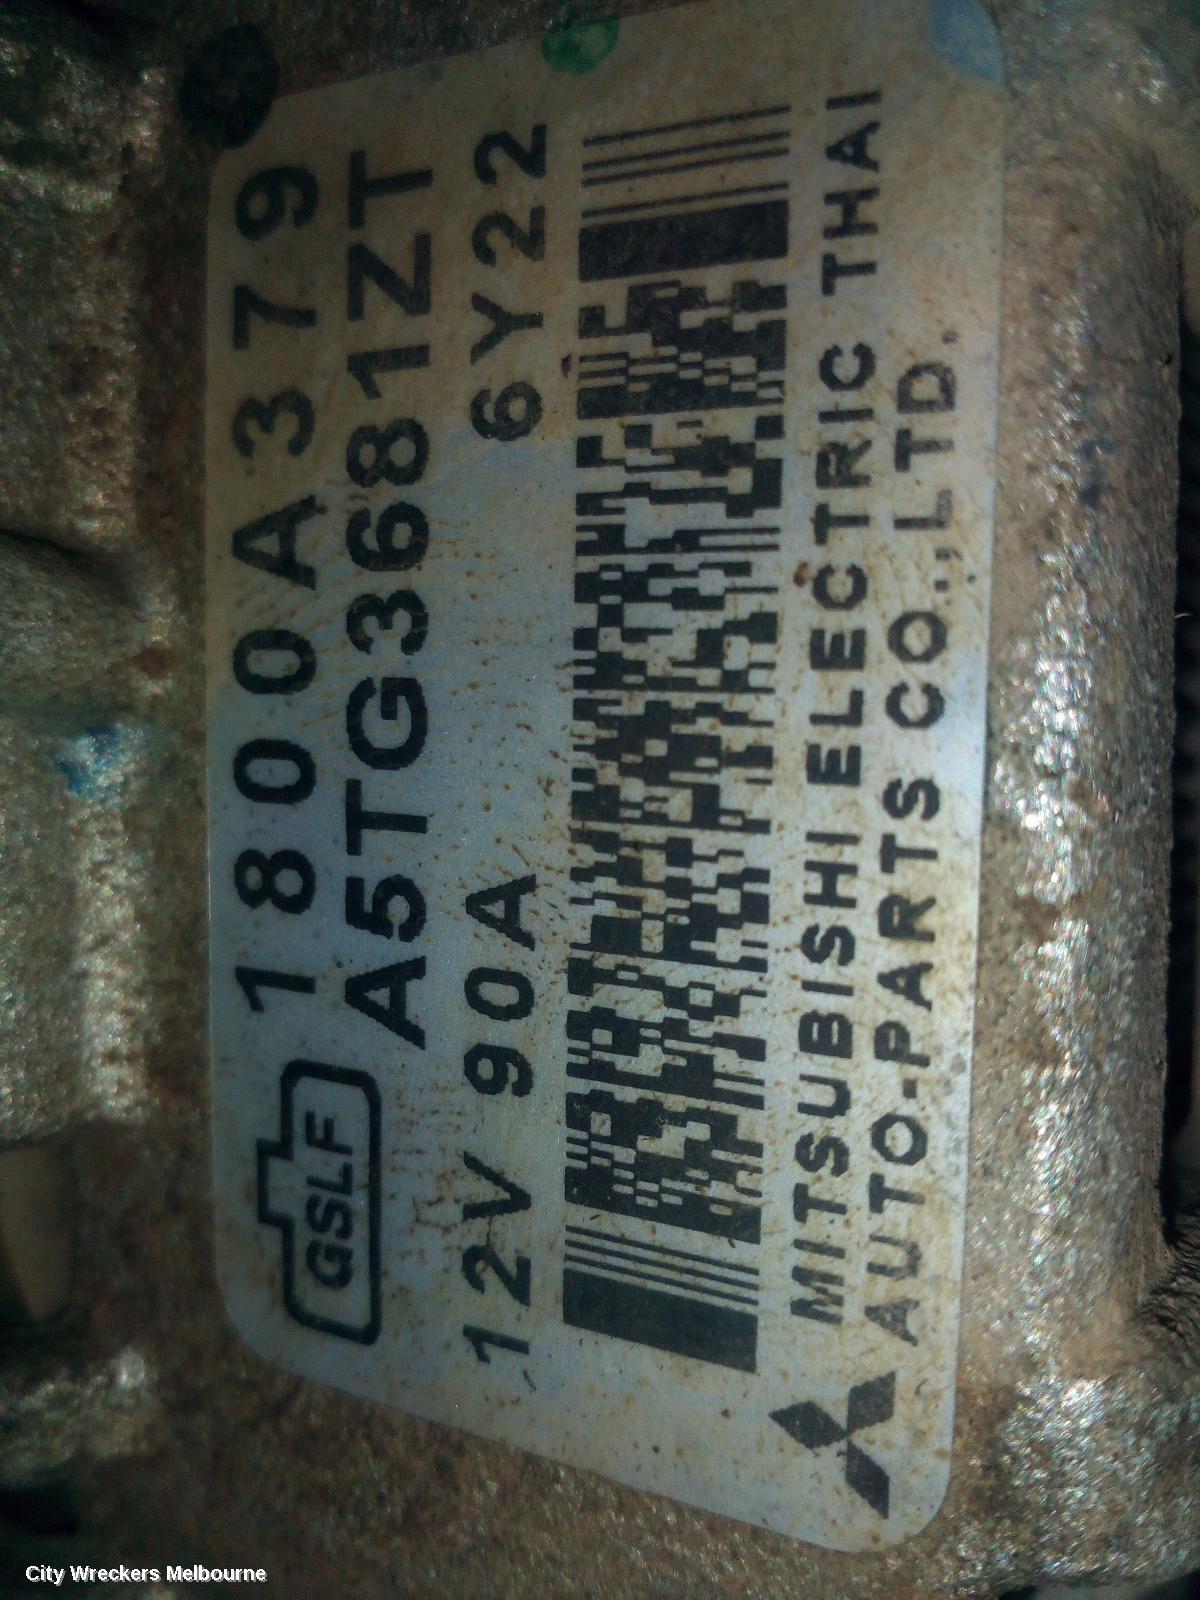 1800A379
GSLF
A5TG3681ZT
12V 90A 6Y22
MITSUBISHI ELECTRIC THAI
AUTO-PARTS CO.,LTD.
City Wreckers Melbourne